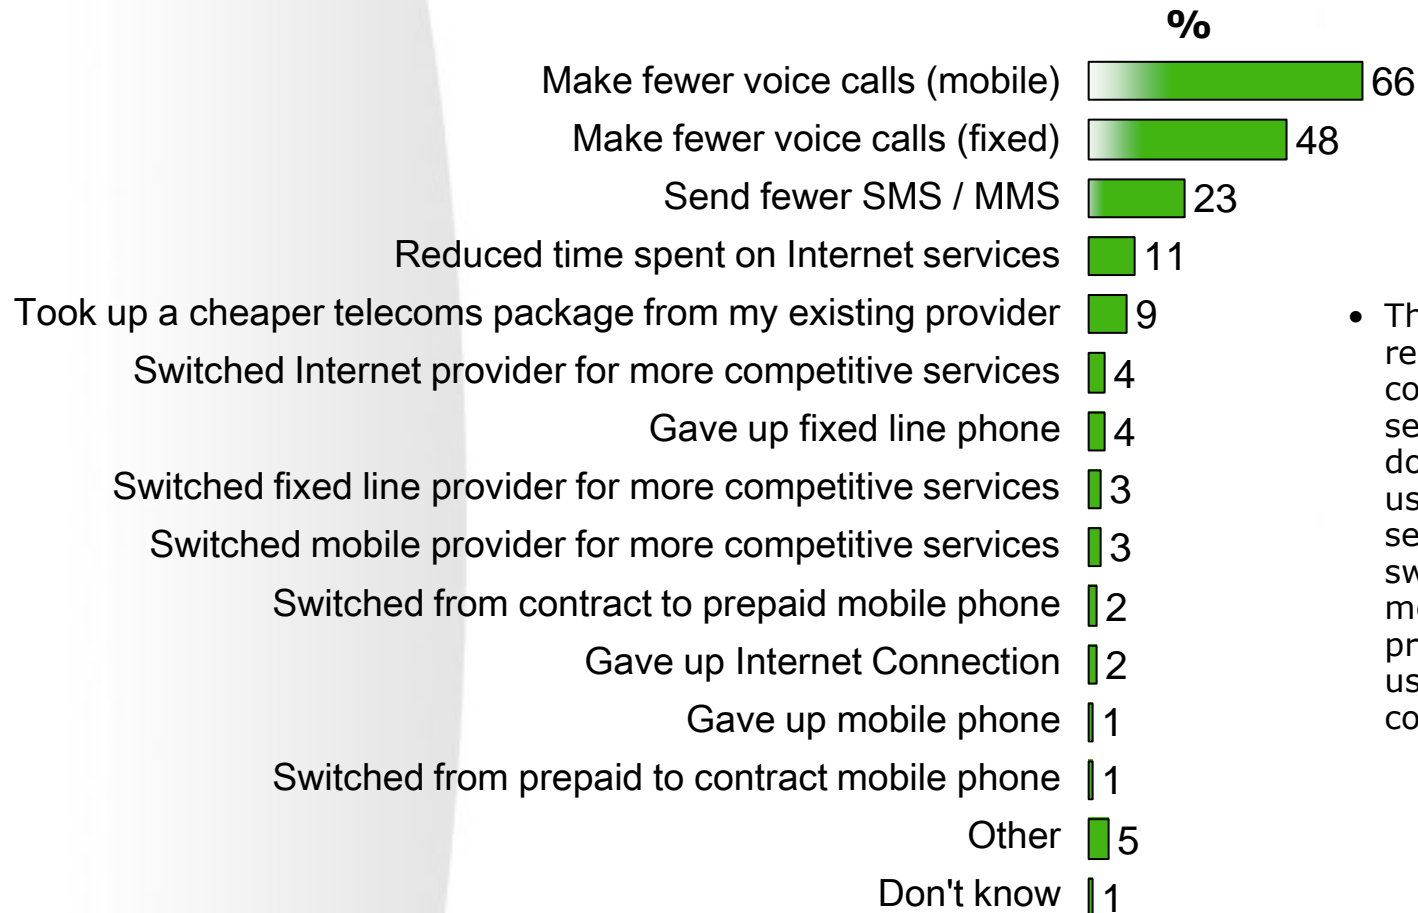 %
Make fewer voice calls (mobile) 66
Make fewer voice calls (fixed) 48
Send fewer SMS / MMS 23
Reduced time spent on Internet services 11
Took up a cheaper telecoms package from my existing provider 9
Switched Internet provider for more competitive services 4
Gave up fixed line phone 4
Switched fixed line provider for more competitive services 3
Switched mobile provider for more competitive services 3
Switched from contract to prepaid mobile phone 2
Gave up Internet Connection 2
Gave up mobile phone 1
Switched from prepaid to contract mobile phone 1
Other 5
Don't know 1